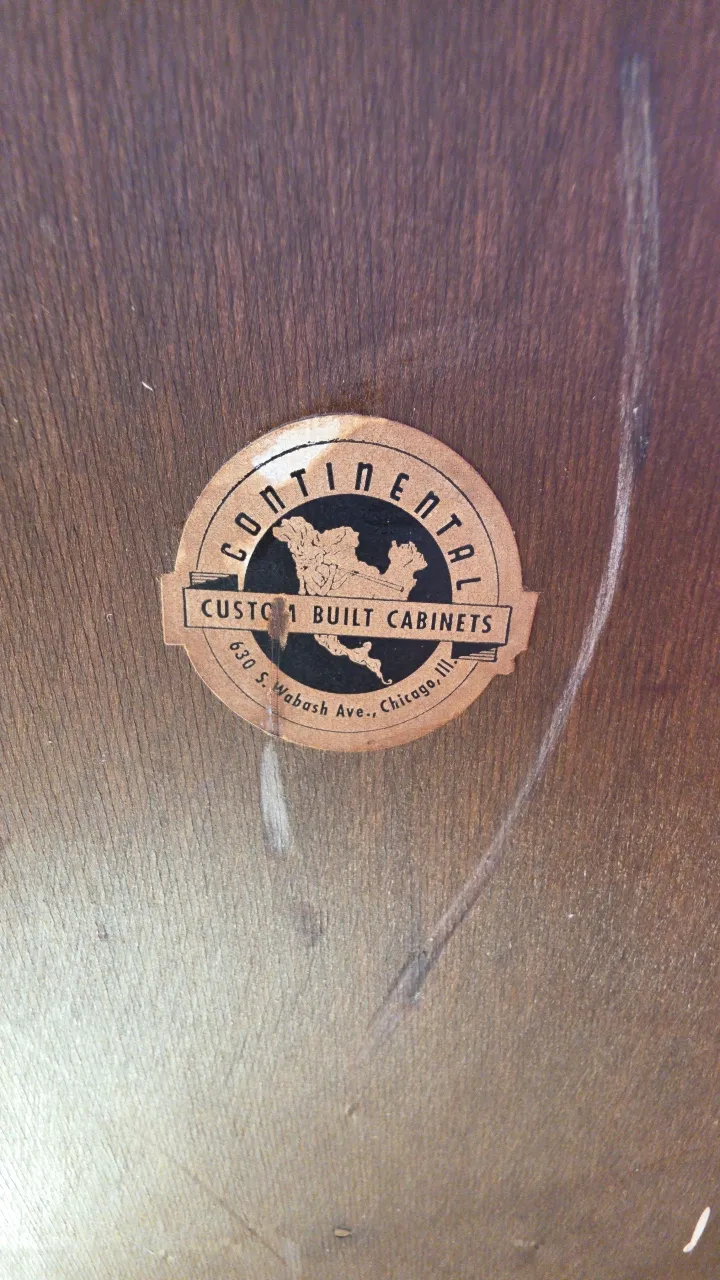 CONTINENTAL
CUSTOM BUILT CABINETS
630 S. Wabash Ave., Chicago, Ill.